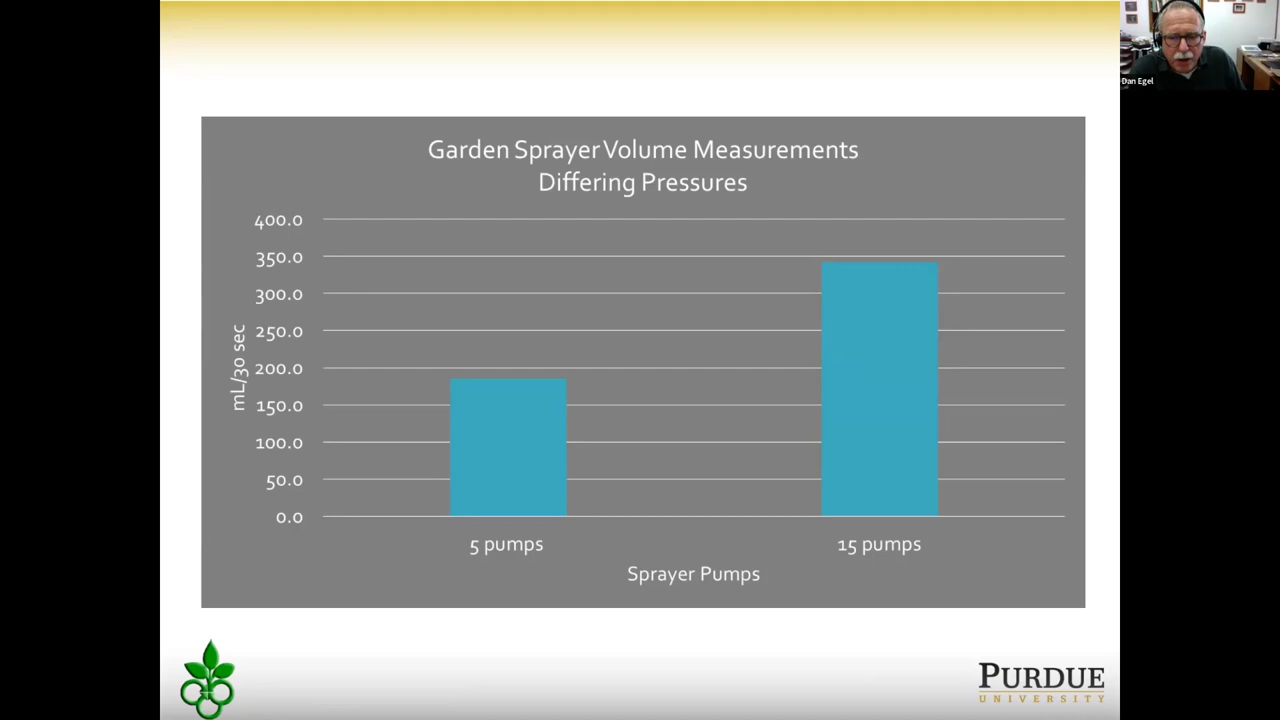 Dan Egel
Garden Sprayer Volume Measurements
Differing Pressures
400.0
350.0
300.0
250.0
200.0
150.0
100.0
50.0
0.0
mL/30 sec
5 pumps
15 pumps
Sprayer Pumps
PURDUE
UNIVERSITY